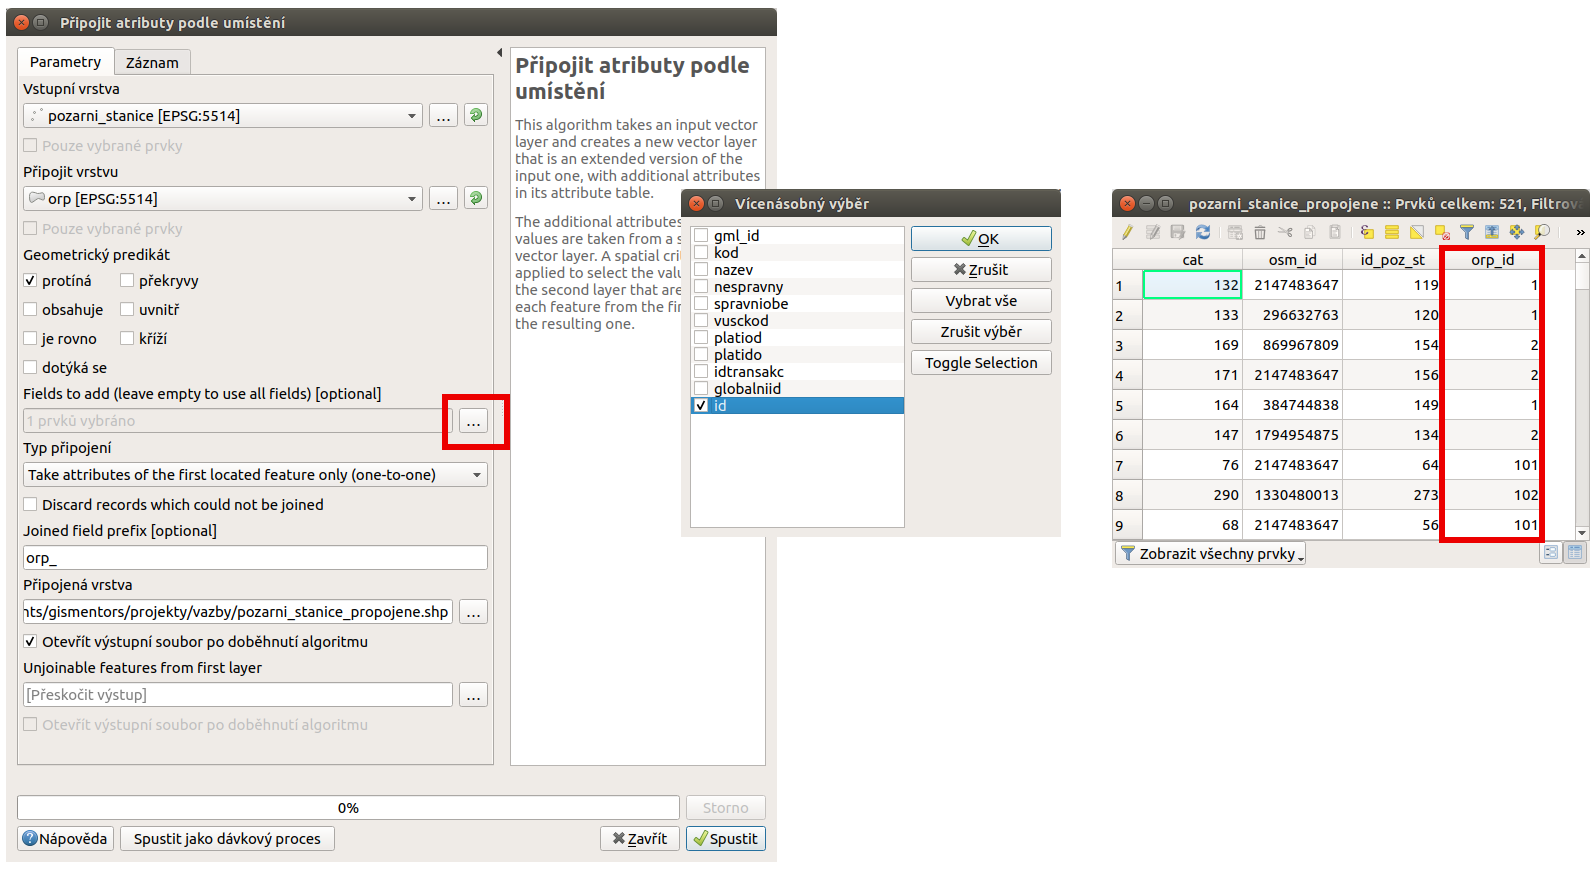 Připojit atributy podle umístění
Parametry
Záznam
Vstupní vrstva
pozarni_stanice [EPSG:5514]
...
Pouze vybrané prvky
Připojit vrstvu
orp [EPSG:5514]
...
Pouze vybrané prvky
Geometrický predikát
protíná
překryvy
obsahuje
uvnitř
je rovno
kříží
dotýká se
Fields to add (leave empty to use all fields) [optional]
1 prvků vybráno
...
Typ připojení
Take attributes of the first located feature only (one-to-one)
Discard records which could not be joined
Joined field prefix [optional]
orp_
Připojená vrstva
nts/gismentors/projekty/vazby/pozarni_stanice_propojene.shp
...
Otevřít výstupní soubor po doběhnutí algoritmu
Unjoinable features from first layer
[Přeskočit výstup]
...
Otevřít výstupní soubor po doběhnutí algoritmu
0%
Storno
Nápověda
Spustit jako dávkový proces
Zavřít
Spustit
Připojit atributy podle
umístění
This algorithm takes an input vector
layer and creates a new vector layer
that is an extended version of the
input one, with additional attributes
in its attribute table.
The additional attributes
values are taken from a s
vector layer. A spatial crit
applied to select the valu
the second layer that are
each feature from the fir
the resulting one.
Vícenásobný výběr
gml_id
kod
nazev
nespravny
spravniobe
vusckod
platiod
platido
idtransakc
globalniid
id
OK
Zrušit
Vybrat vše
Zrušit výběr
Toggle Selection
pozarni_stanice_propojene :: Prvků celkem: 521, Filtrov
»
cat osm_id id_poz_st orp_id
1 132 2147483647 119 1
2 133 296632763 120 1
3 169 869967809 154 2
4 171 2147483647 156 2
5 164 384744838 149 1
6 147 1794954875 134 2
7 76 2147483647 64 101
8 290 1330480013 273 102
9 68 2147483647 56 101
Zobrazit všechny prvky